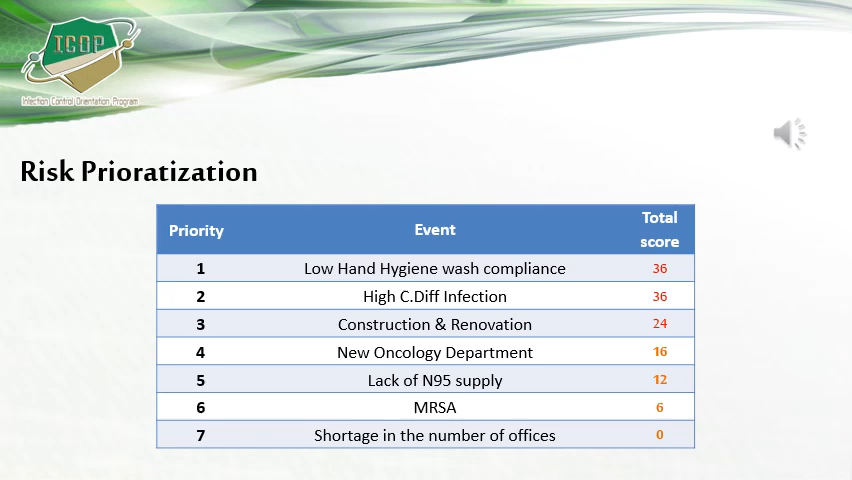 I.C.O.P
Infection Control Orientation Program
Risk Prioratization
Priority Event Total score
1 Low Hand Hygiene wash compliance 36
2 High C.Diff Infection 36
3 Construction & Renovation 24
4 New Oncology Department 16
5 Lack of N95 supply 12
6 MRSA 6
7 Shortage in the number of offices 0